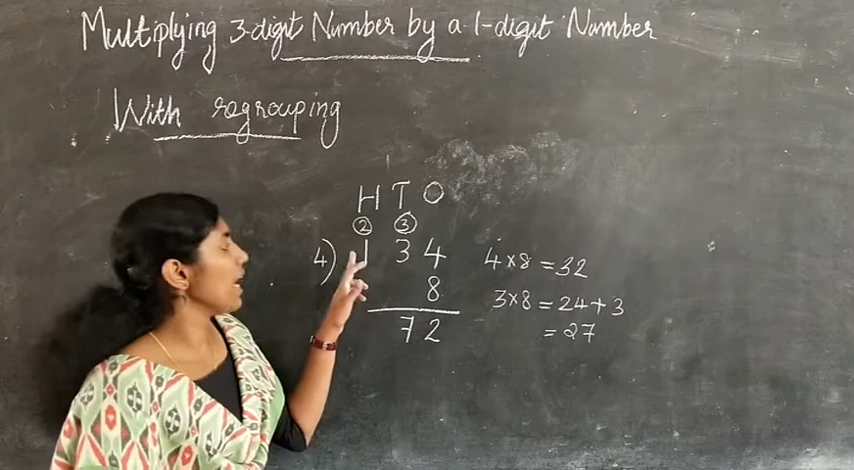 Multiplying 3-digit Number by a 1-digit Number
With regrouping
H T O
2 3
4) 1 3 4
8
7 2
4×8 = 32
3×8 = 24+3
= 27